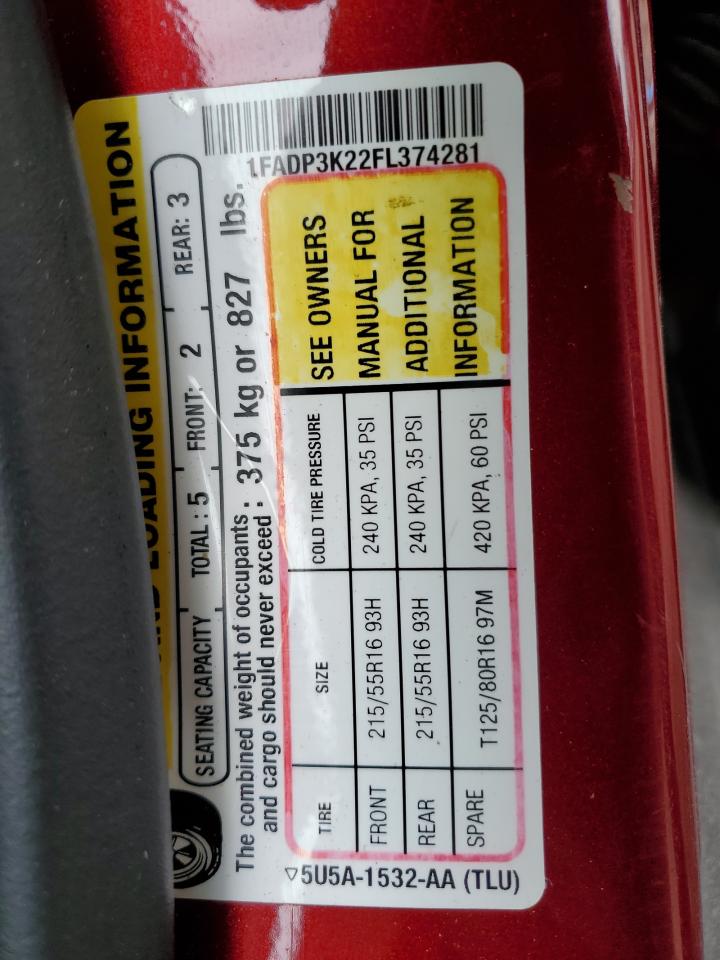 1FADP3K22FL374281
AND LOADING INFORMATION
SEATING CAPACITY TOTAL : 5 FRONT: 2 REAR: 3
The combined weight of occupants
and cargo should never exceed : 375 kg or 827 lbs.
TIRE SIZE COLD TIRE PRESSURE
FRONT 215/55R16 93H 240 KPA, 35 PSI
REAR 215/55R16 93H 240 KPA, 35 PSI
SPARE T125/80R16 97M 420 KPA, 60 PSI
SEE OWNERS
MANUAL FOR
ADDITIONAL
INFORMATION
▽5U5A-1532-AA (TLU)